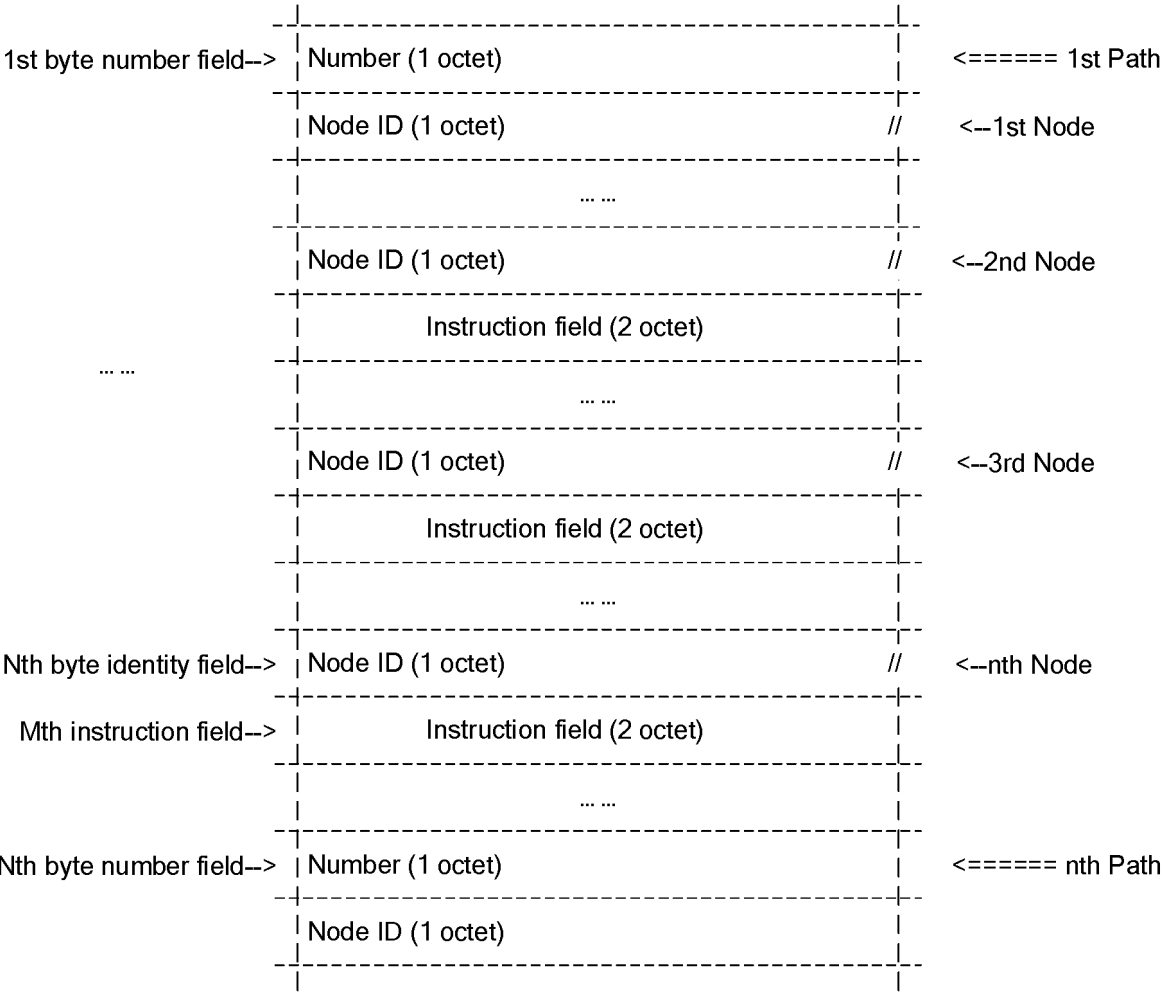 1st byte number field--> Number (1 octet) <====== 1st Path
Node ID (1 octet) // <--1st Node
... ...
Node ID (1 octet) // <--2nd Node
Instruction field (2 octet)
... ...
... ...
Node ID (1 octet) // <--3rd Node
Instruction field (2 octet)
... ...
Nth byte identity field--> Node ID (1 octet) // <--nth Node
Mth instruction field--> Instruction field (2 octet)
... ...
Nth byte number field--> Number (1 octet) <====== nth Path
Node ID (1 octet)